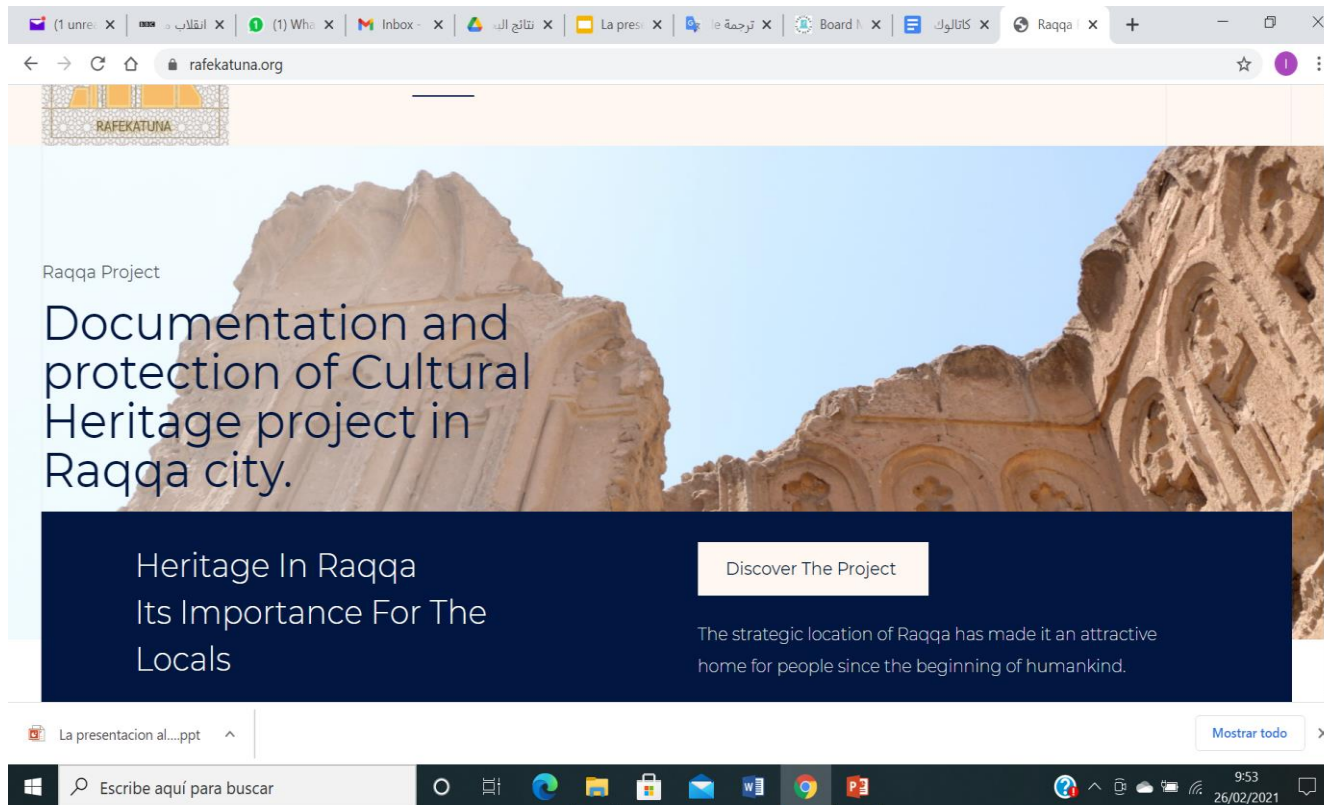 (1 unre
انقلاب
(1) Wha
Inbox -
نتائج الب
La prese
ترجمة le
Board M
كاتالوك
Raqqa
rafekatuna.org
RAFEKATUNA
Raqqa Project
Documentation and
protection of Cultural
Heritage project in
Raqqa city.
Heritage In Raqqa
Its Importance For The
Locals
Discover The Project
The strategic location of Raqqa has made it an attractive
home for people since the beginning of humankind.
La presentacion al....ppt
Mostrar todo
Escribe aquí para buscar
9:53
26/02/2021